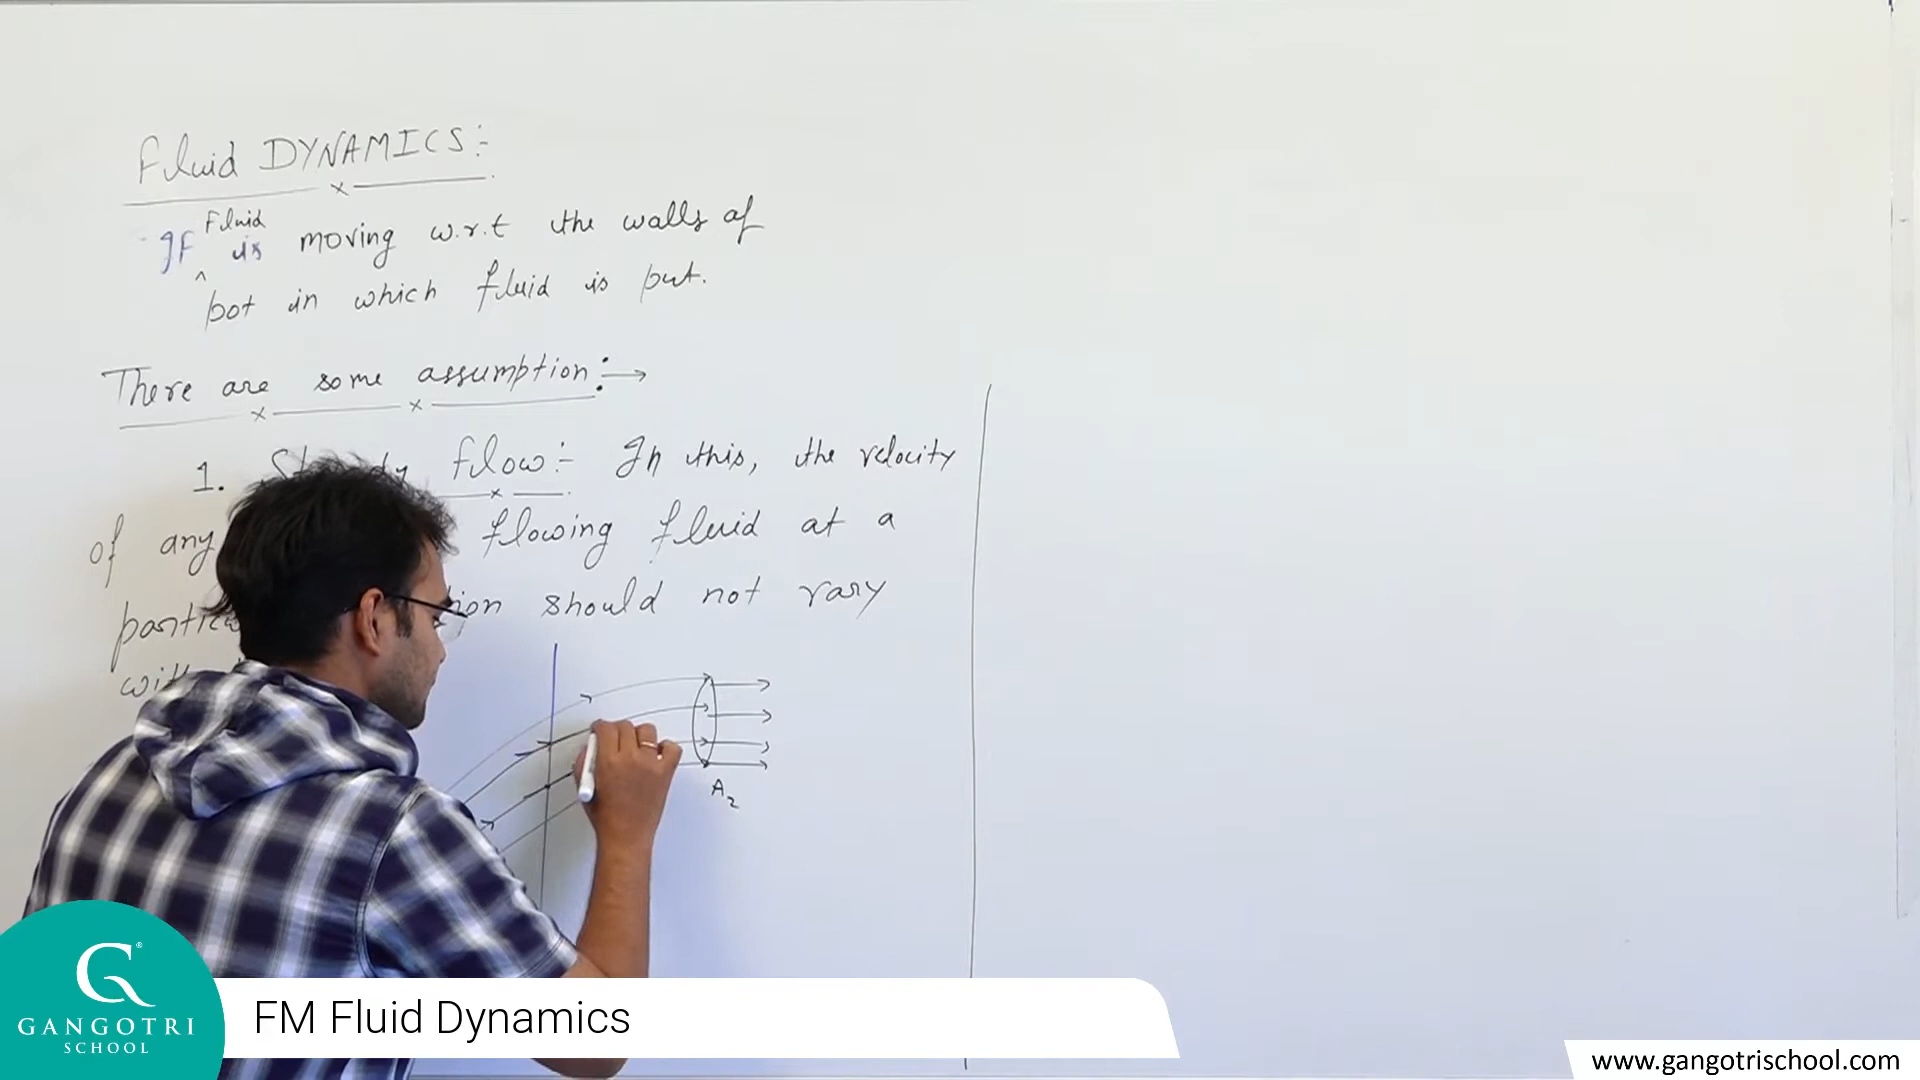 Fluid DYNAMICS:-
Fluid
If ^ is moving w.r.t the walls of
pot in which fluid is put.
There are some assumption:→
1. flow:- In this, the velocity
of any flowing fluid at a
should not vary
A2
GANGOTRI
SCHOOL
FM Fluid Dynamics
www.gangotrischool.com